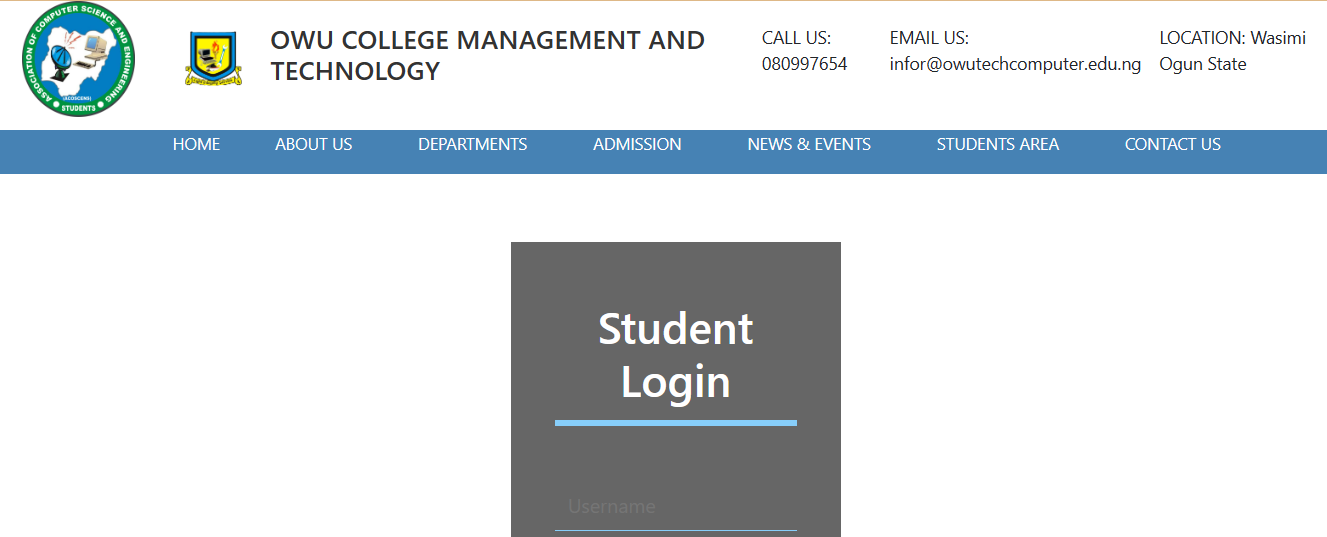 ASSOCIATION OF COMPUTER SCIENCE AND ENGINEERING
(ACOSCENS)
STUDENTS
OWU COLLEGE MANAGEMENT AND
TECHNOLOGY
CALL US:
080997654
EMAIL US:
infor@owutechcomputer.edu.ng
LOCATION: Wasimi
Ogun State
HOME ABOUT US DEPARTMENTS ADMISSION NEWS & EVENTS STUDENTS AREA CONTACT US
Student
Login
Username